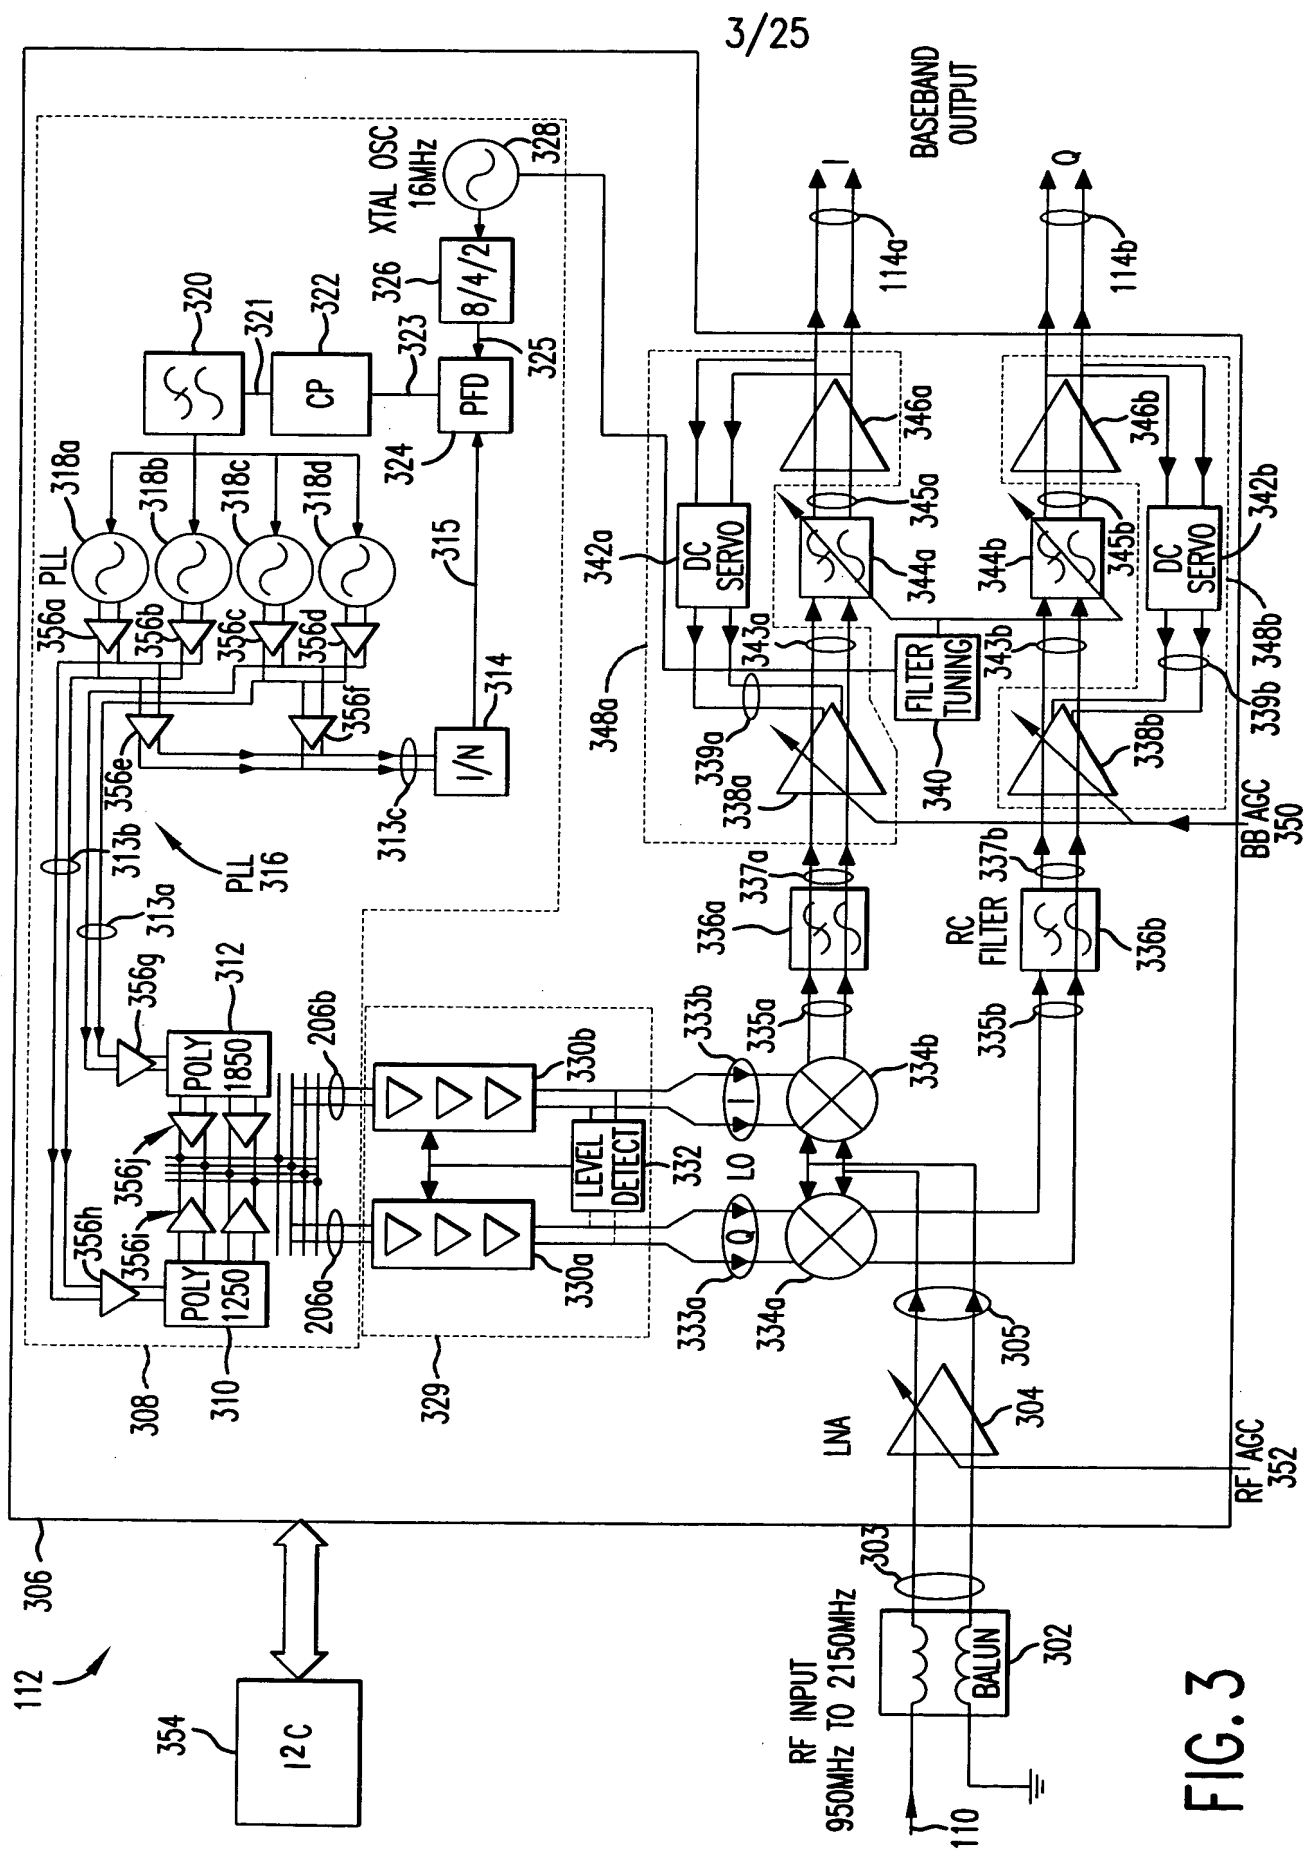 3/25
112
354
I2C
306
308
310
POLY
1250
356h
356i
356j
POLY
1850
312
356g
313a
313b
PLL
316
356e
356f
313c
1/N
314
315
356a
PLL
356b
356c
356d
318a
318b
318c
318d
320
321
CP
322
323
PFD
324
325
8/4/2
326
XTAL OSC
16MHz
328
206a
206b
329
330a
330b
LEVEL
DETECT
332
333a
Q
LO
I
333b
334a
334b
335a
335b
336a
RC
FILTER
336b
337a
337b
348a
338a
339a
342a
DC
SERVO
343a
344a
345a
346a
340
FILTER
TUNING
338b
339b
343b
344b
345b
346b
DC
SERVO
342b
348b
114a
I
BASEBAND
OUTPUT
Q
114b
BB AGC
350
RF AGC
352
LNA
304
305
303
RF INPUT
950MHz TO 2150MHz
BALUN
302
110
FIG.3